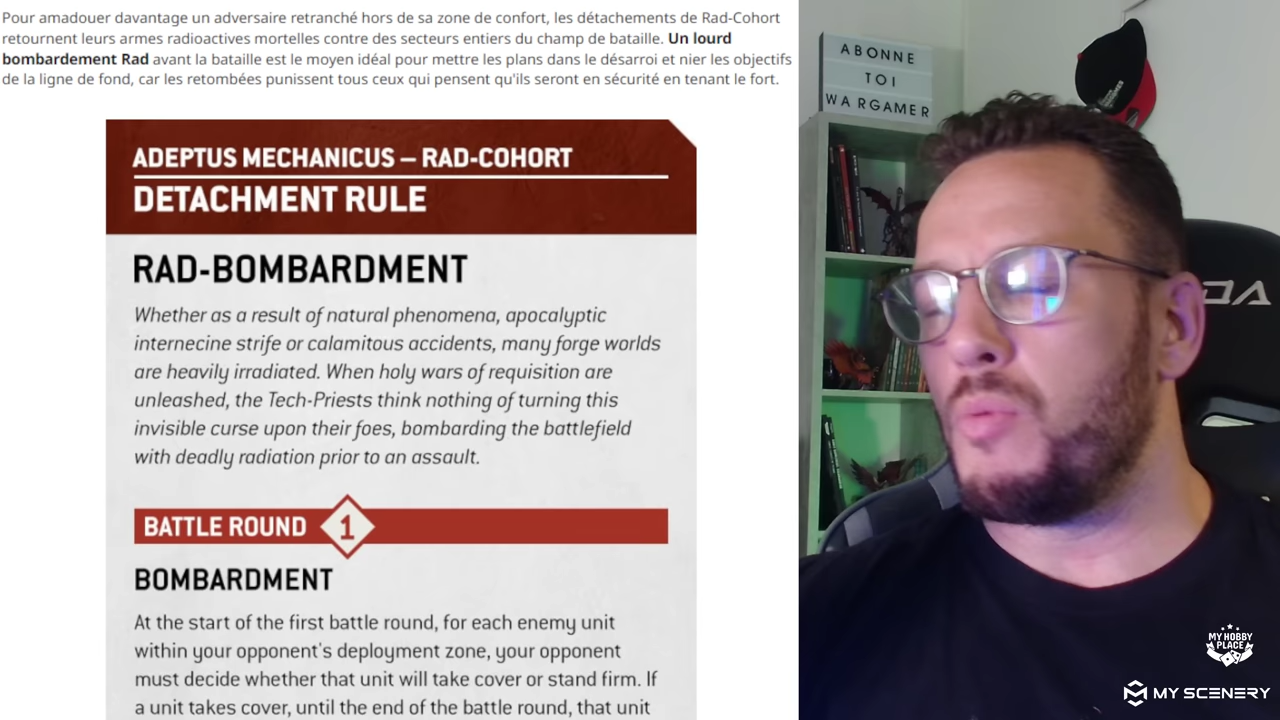 Pour amadouer davantage un adversaire retranché hors de sa zone de confort, les détachements de Rad-Cohort
retournent leurs armes radioactives mortelles contre des secteurs entiers du champ de bataille. Un lourd
bombardement Rad avant la bataille est le moyen idéal pour mettre les plans dans le désarroi et nier les objectifs
de la ligne de fond, car les retombées punissent tous ceux qui pensent qu'ils seront en sécurité en tenant le fort.
ADEPTUS MECHANICUS – RAD-COHORT
DETACHMENT RULE
RAD-BOMBARDMENT
Whether as a result of natural phenomena, apocalyptic
internecine strife or calamitous accidents, many forge worlds
are heavily irradiated. When holy wars of requisition are
unleashed, the Tech-Priests think nothing of turning this
invisible curse upon their foes, bombarding the battlefield
with deadly radiation prior to an assault.
BATTLE ROUND 1
BOMBARDMENT
At the start of the first battle round, for each enemy unit
within your opponent's deployment zone, your opponent
must decide whether that unit will take cover or stand firm. If
a unit takes cover, until the end of the battle round, that unit
ABONNE
TOI
WARGAMER
MY HOBBY
PLACE
MY SCENERY